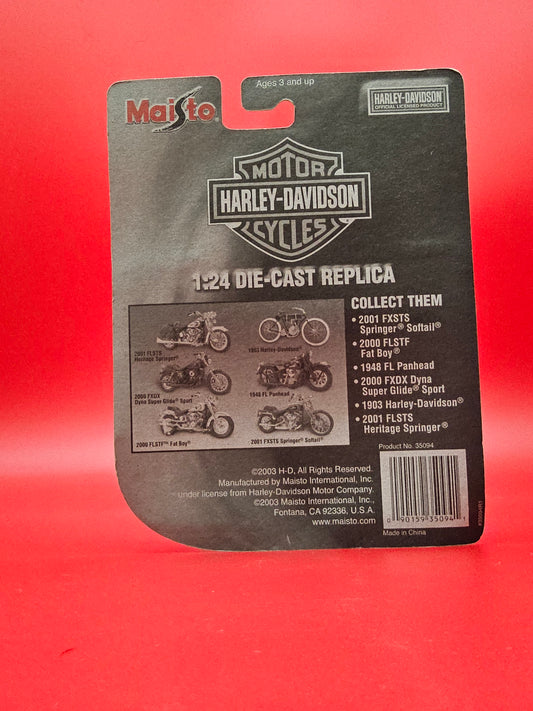 Ages 3 and up
Maisto
HARLEY-DAVIDSON
OFFICIAL LICENSED PRODUCT
MOTOR
HARLEY-DAVIDSON
CYCLES
1:24 DIE-CAST REPLICA
2001 FLSTS
Heritage Springer®
1903 Harley-Davidson®
2000 FXDX
Dyna Super Glide® Sport
1948 FL Panhead
2000 FLSTF™ Fat Boy®
2001 FXSTS Springer® Softail®
COLLECT THEM
• 2001 FXSTS
Springer® Softail®
• 2000 FLSTF
Fat Boy®
• 1948 FL Panhead
• 2000 FXDX Dyna
Super Glide® Sport
• 1903 Harley-Davidson®
• 2001 FLSTS
Heritage Springer®
Product No. 35094
©2003 H-D, All Rights Reserved.
Manufactured by Maisto International, Inc.
under license from Harley-Davidson Motor Company.
©2003 Maisto International, Inc.,
Fontana, CA 92336, U.S.A.
www.maisto.com
0 90159 35094 1
Made in China